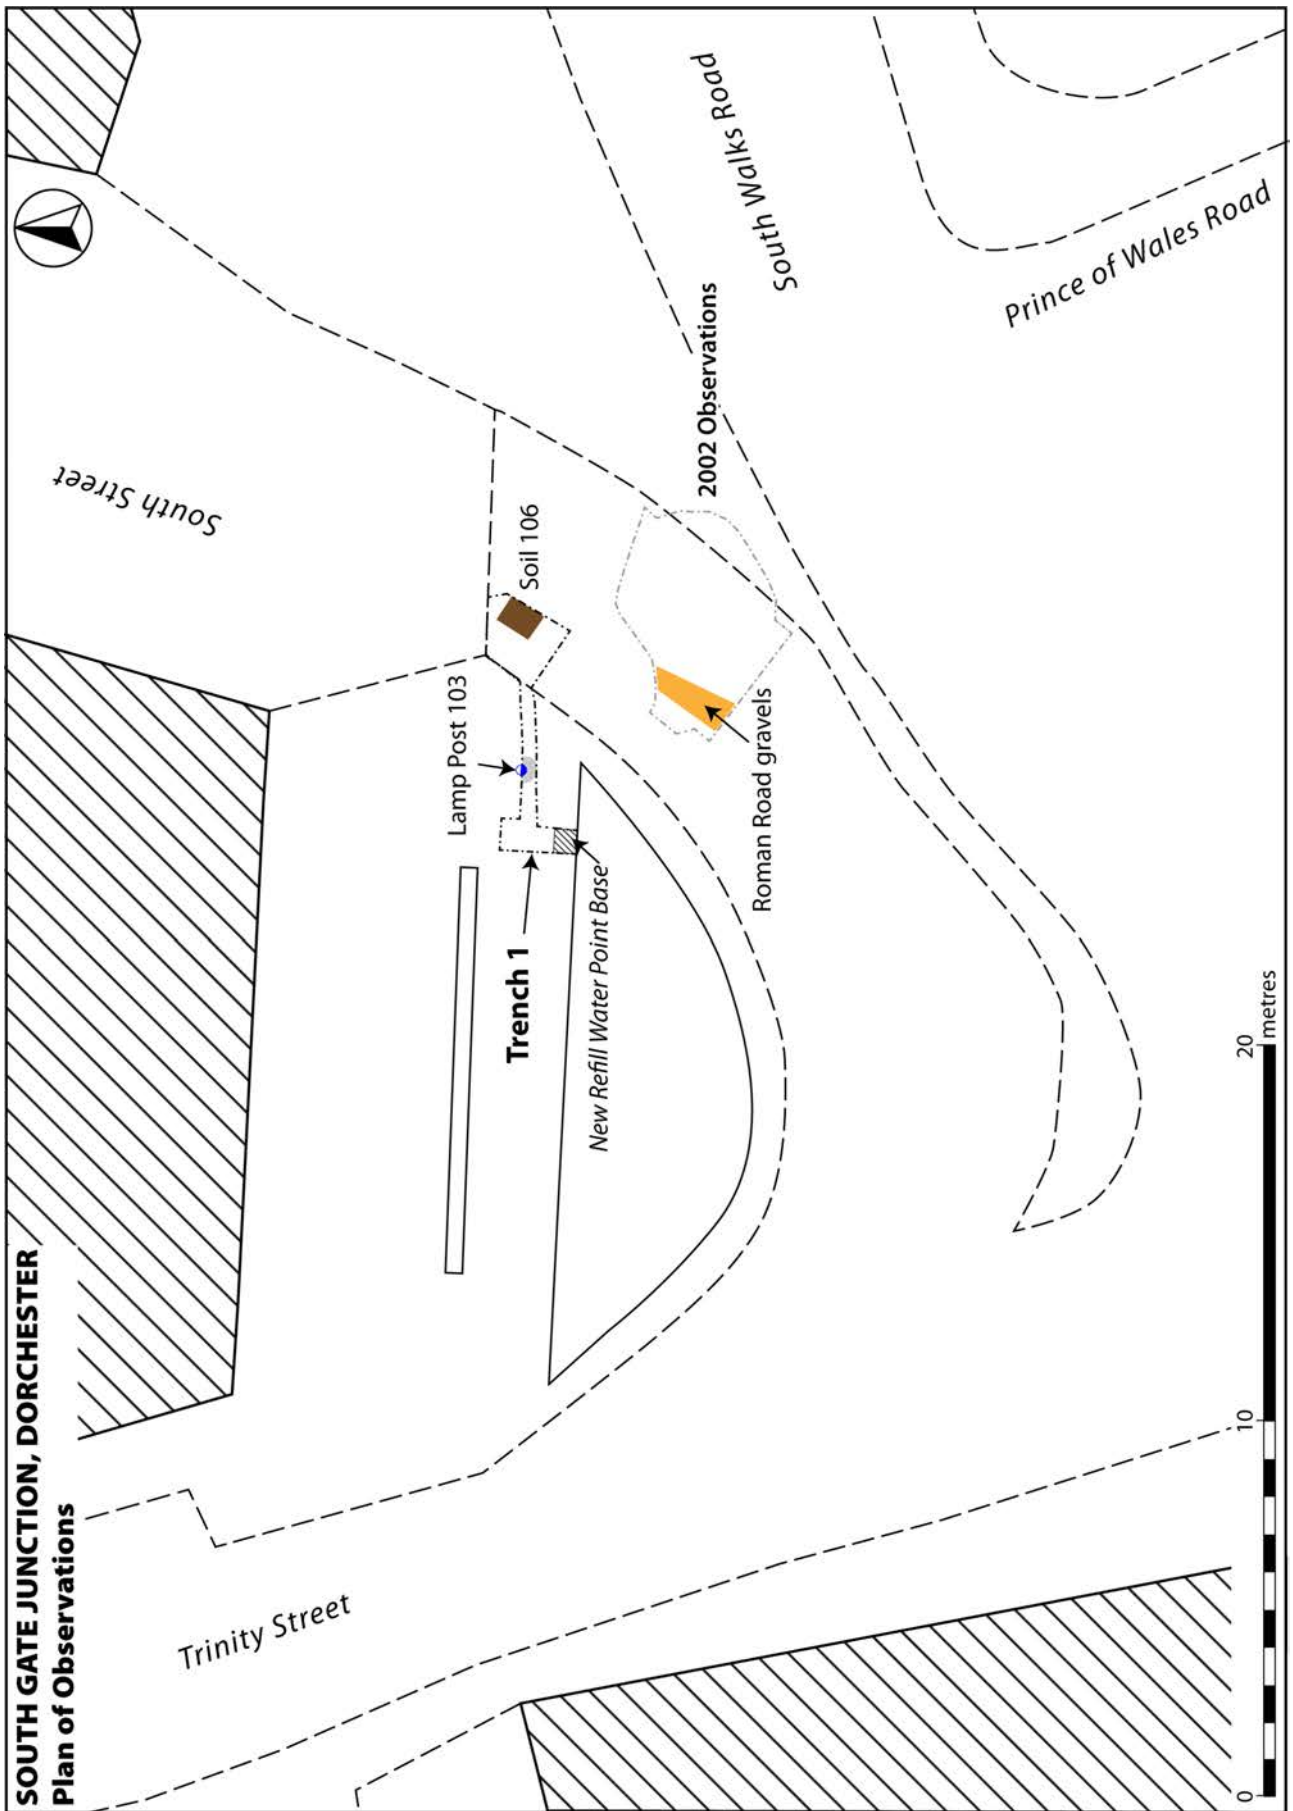 SOUTH GATE JUNCTION, DORCHESTER
Plan of Observations
South Street
Trinity Street
Lamp Post 103
Soil 106
Trench 1
New Refill Water Point Base
2002 Observations
South Walks Road
Roman Road gravels
Prince of Wales Road
0
10
20
metres